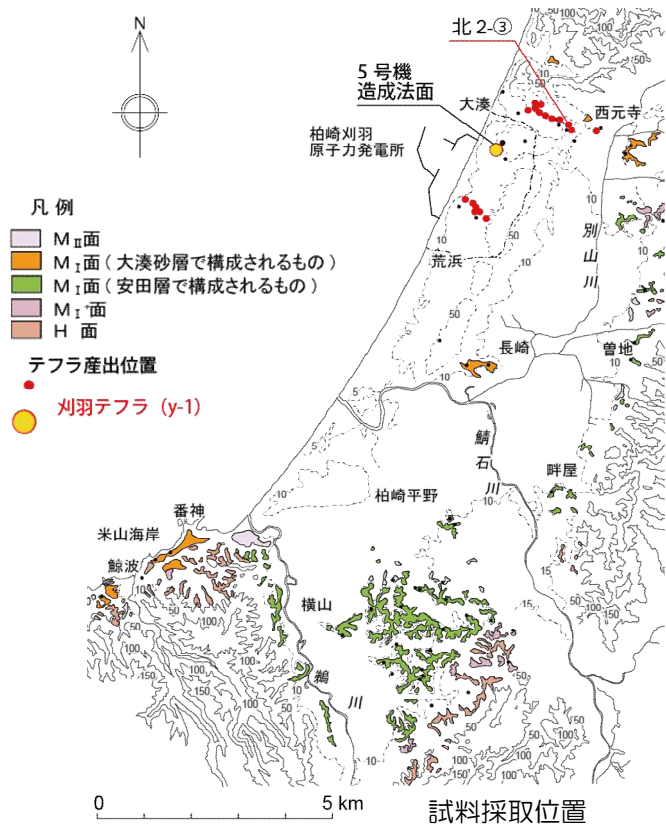 N
北2-③
5号機
造成法面
大湊
西元寺
柏崎刈羽
原子力発電所
凡例
MⅡ面
MⅠ面(大湊砂層で構成されるもの)
MⅠ面(安田層で構成されるもの)
MⅠ⁺面
H面
テフラ産出位置
刈羽テフラ(y-1)
別山川
荒浜
長崎
曽地
鯖石川
畔屋
柏崎平野
番神
米山海岸
鯨波
横山
鵜川
0 5 km
試料採取位置